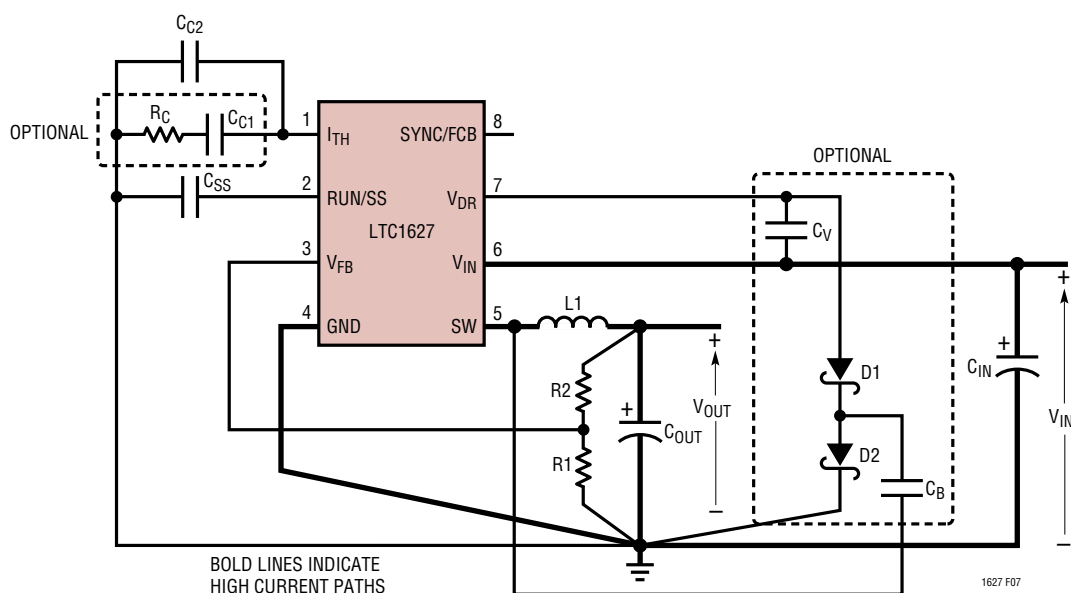 CC2
OPTIONAL
RC
CC1
1
ITH
SYNC/FCB
8
OPTIONAL
CSS
2
RUN/SS
VDR
7
LTC1627
CV
3
VFB
VIN
6
4
GND
SW
5
L1
+
+
+
CIN
VIN
D1
R2
+
VOUT
COUT
D2
R1
CB
–
–
BOLD LINES INDICATE
HIGH CURRENT PATHS
1627 F07